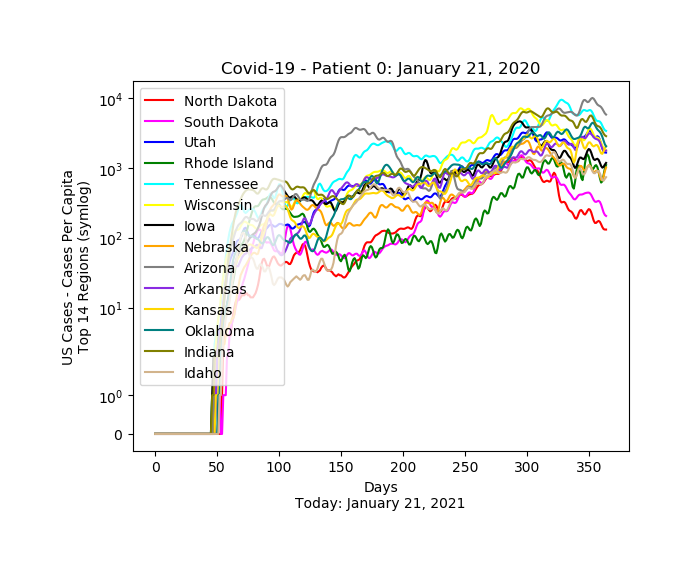 Covid-19 - Patient 0: January 21, 2020
US Cases - Cases Per Capita
Top 14 Regions (symlog)
10^4
10^3
10^2
10^1
10^0
0
North Dakota
South Dakota
Utah
Rhode Island
Tennessee
Wisconsin
Iowa
Nebraska
Arizona
Arkansas
Kansas
Oklahoma
Indiana
Idaho
0 50 100 150 200 250 300 350
Days
Today: January 21, 2021